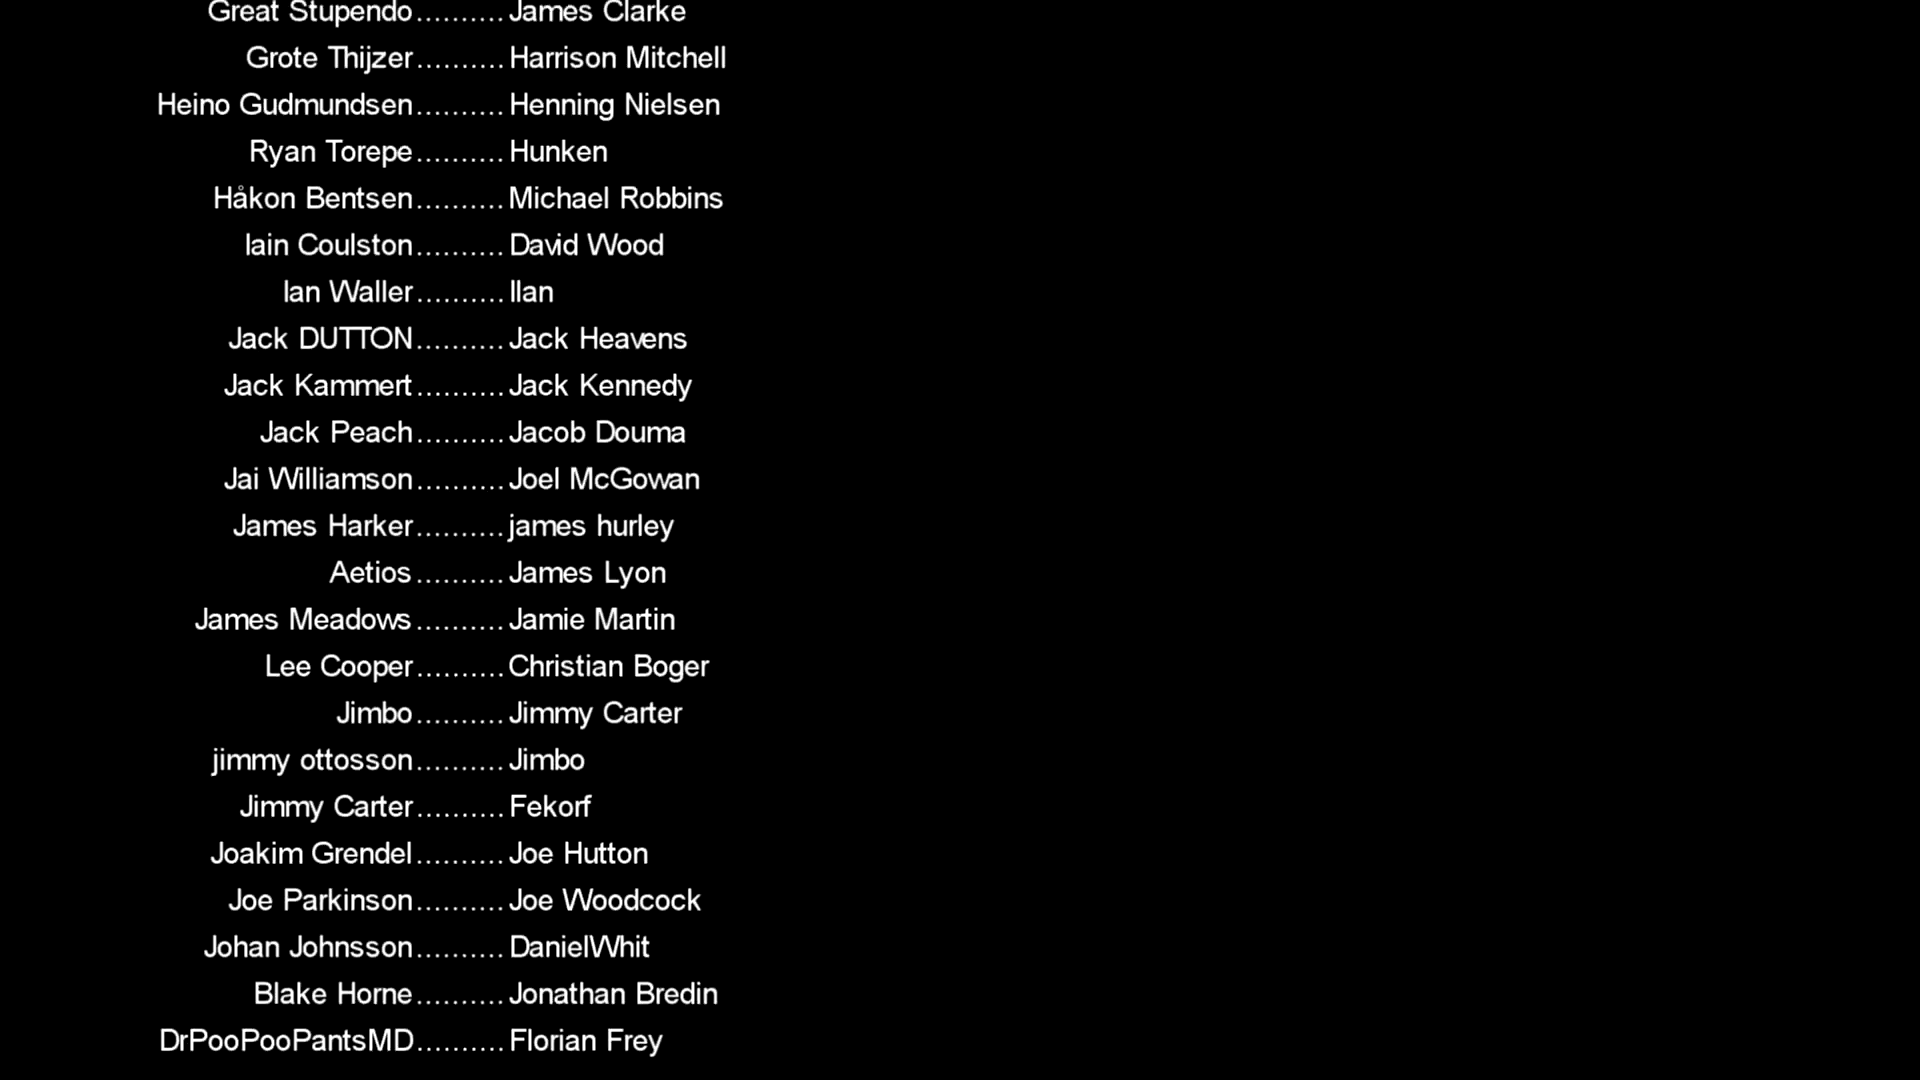 Great Stupendo..........James Clarke
Grote Thijzer..........Harrison Mitchell
Heino Gudmundsen..........Henning Nielsen
Ryan Torepe..........Hunken
Håkon Bentsen..........Michael Robbins
Iain Coulston..........David Wood
Ian Waller..........Ilan
Jack DUTTON..........Jack Heavens
Jack Kammert..........Jack Kennedy
Jack Peach..........Jacob Douma
Jai Williamson..........Joel McGowan
James Harker..........james hurley
Aetios..........James Lyon
James Meadows..........Jamie Martin
Lee Cooper..........Christian Boger
Jimbo..........Jimmy Carter
jimmy ottosson..........Jimbo
Jimmy Carter..........Fekorf
Joakim Grendel..........Joe Hutton
Joe Parkinson..........Joe Woodcock
Johan Johnsson..........DanielWhit
Blake Horne..........Jonathan Bredin
DrPooPooPantsMD..........Florian Frey